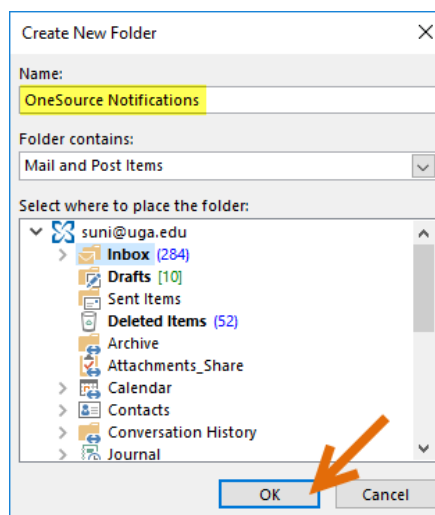 Create New Folder
Name:
OneSource Notifications
Folder contains:
Mail and Post Items
Select where to place the folder:
suni@uga.edu
Inbox (284)
Drafts [10]
Sent Items
Deleted Items (52)
Archive
Attachments_Share
Calendar
Contacts
Conversation History
Journal
OK Cancel